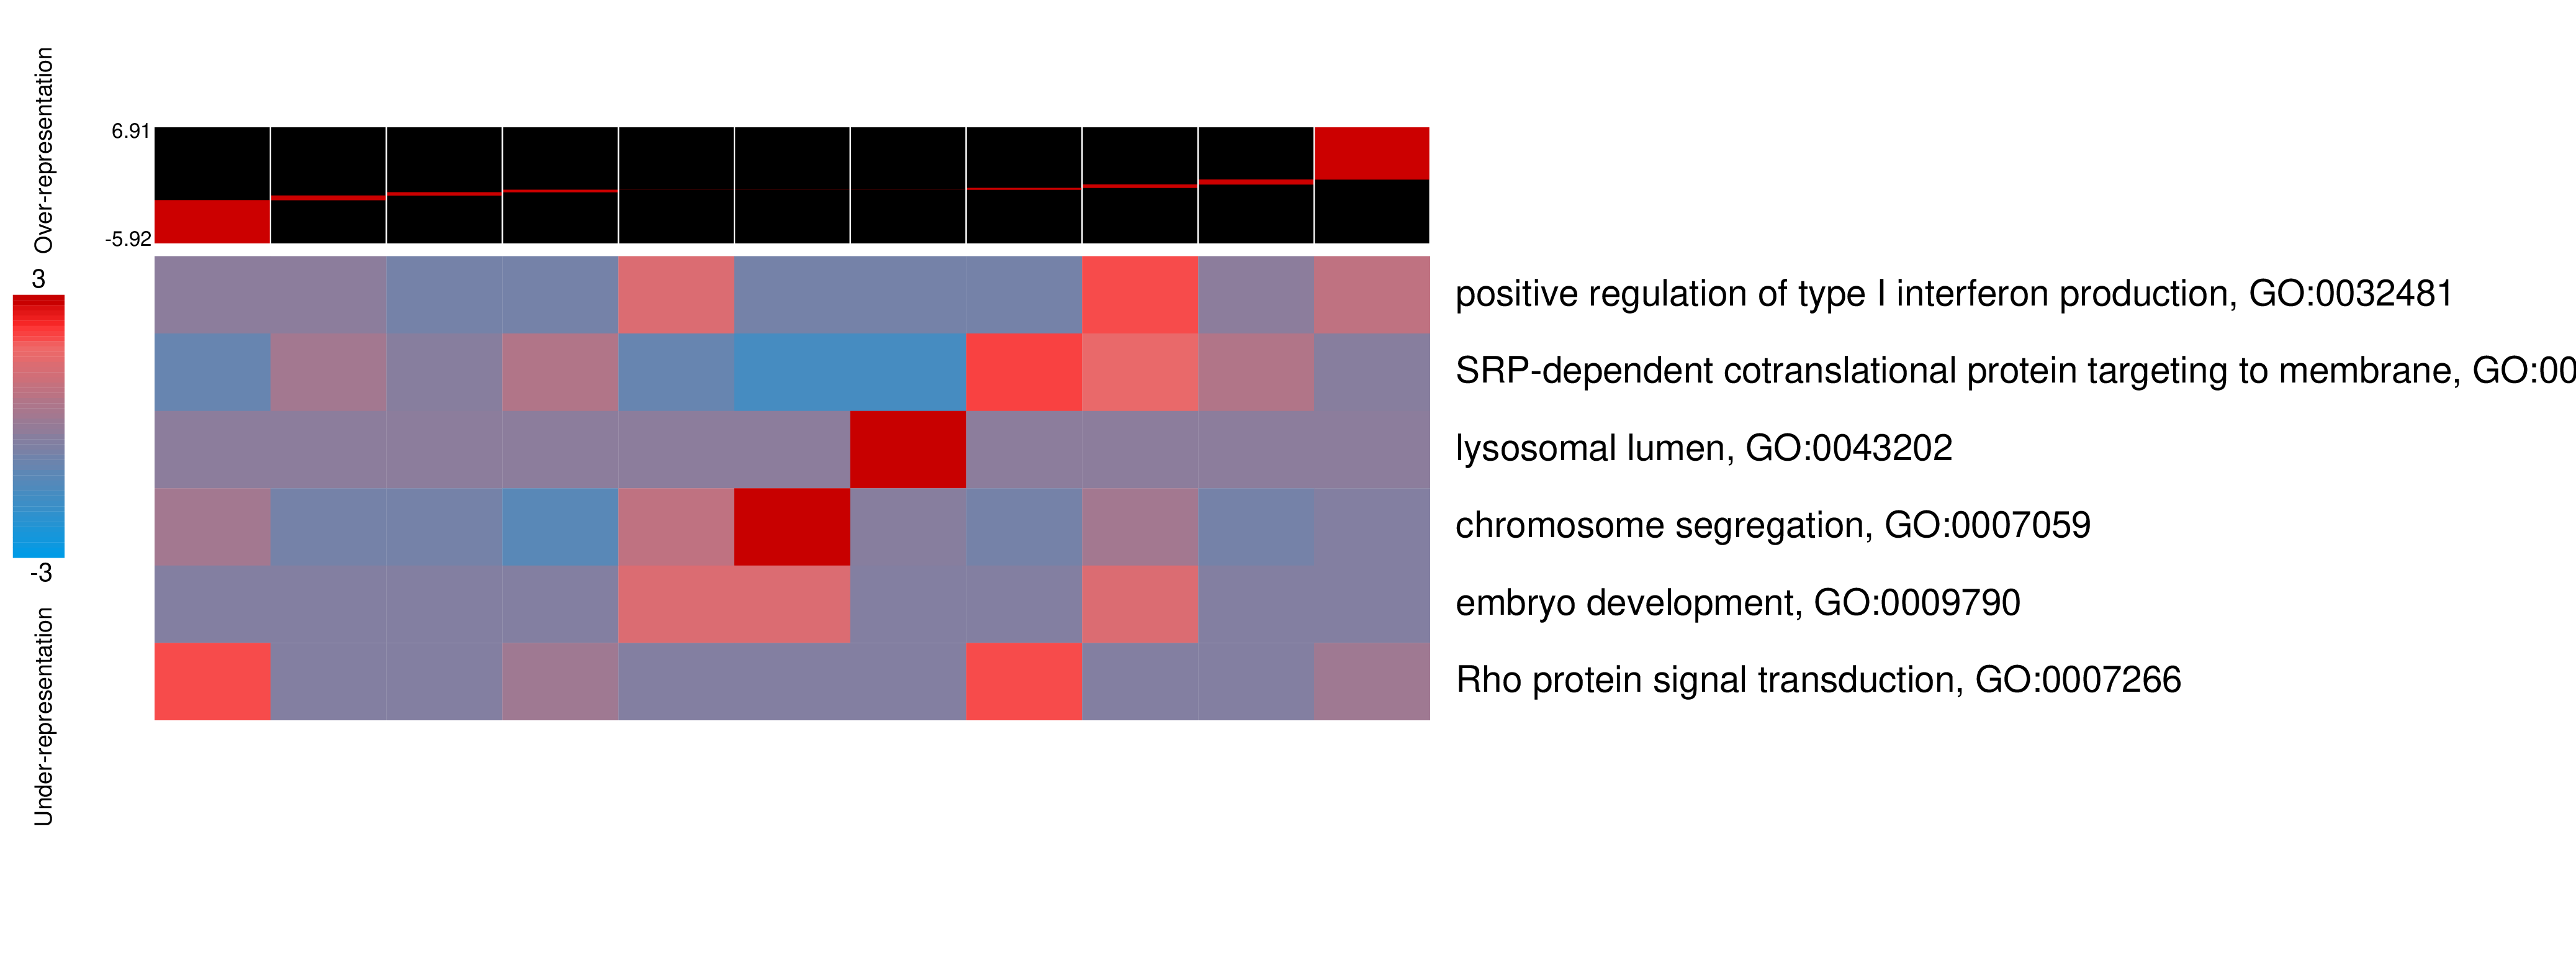 Over-representation
6.91
-5.92
3
-3
Under-representation
positive regulation of type I interferon production, GO:0032481
SRP-dependent cotranslational protein targeting to membrane, GO:00
lysosomal lumen, GO:0043202
chromosome segregation, GO:0007059
embryo development, GO:0009790
Rho protein signal transduction, GO:0007266